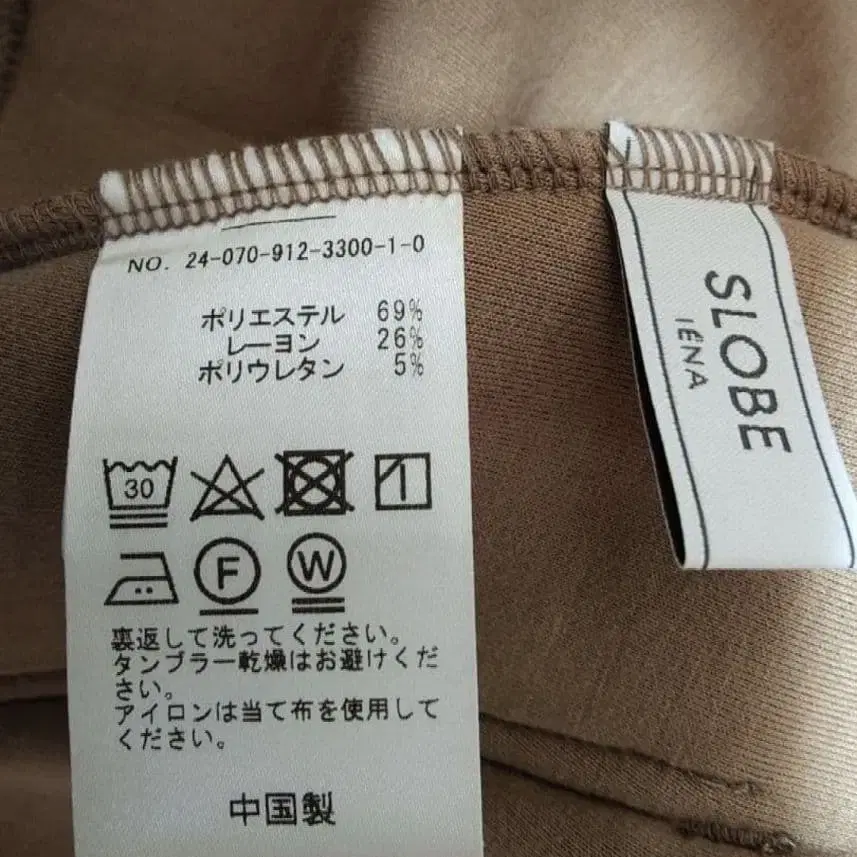 NO. 24-070-912-3300-1-0
ポリエステル 69%
レーヨン 26%
ポリウレタン 5%
30
F
W
裏返して洗ってください。
タンブラー乾燥はお避けくだ
さい。
アイロンは当て布を使用して
ください。
中国製
SLOBE
IÉNA